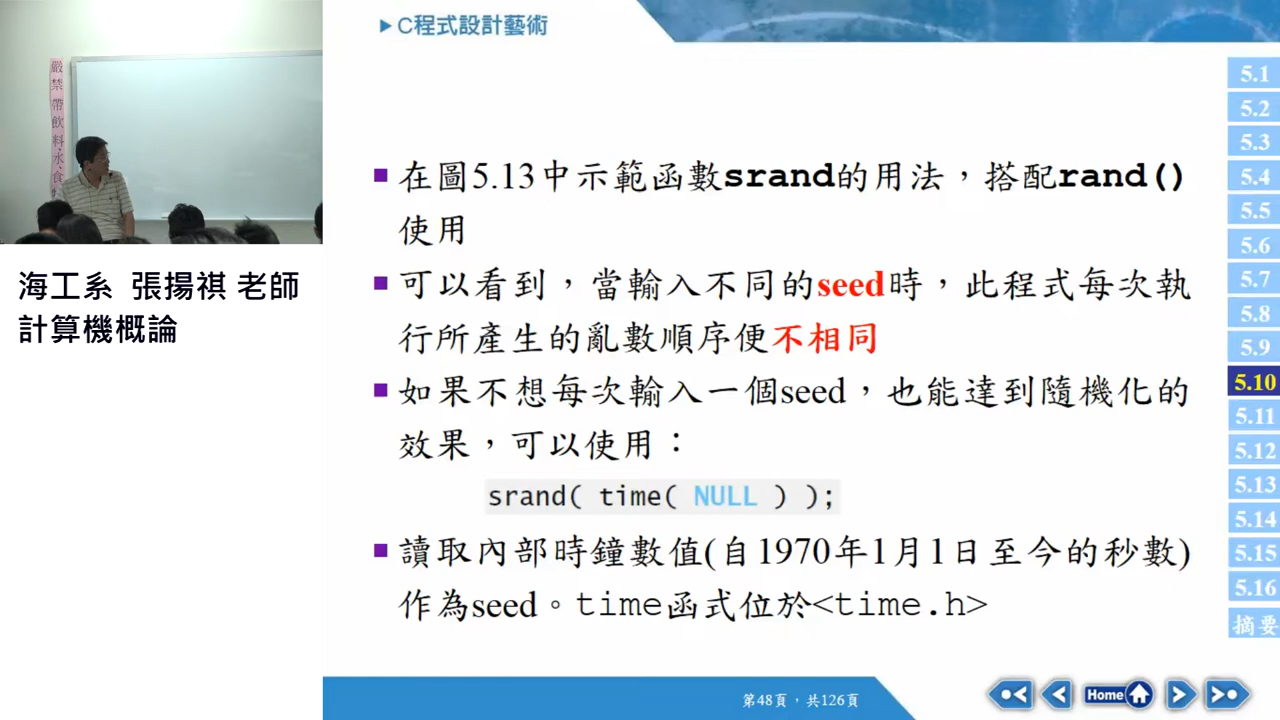 嚴禁帶飲料、水、食
海工系 張揚祺 老師
計算機概論
C程式設計藝術
在圖5.13中示範函數srand的用法，搭配rand()
使用
可以看到，當輸入不同的seed時，此程式每次執
行所產生的亂數順序便不相同
如果不想每次輸入一個seed，也能達到隨機化的
效果，可以使用：
srand( time( NULL ) );
讀取內部時鐘數值(自1970年1月1日至今的秒數)
作為seed。time函式位於<time.h>
5.1
5.2
5.3
5.4
5.5
5.6
5.7
5.8
5.9
5.10
5.11
5.12
5.13
5.14
5.15
5.16
摘要
第48頁，共126頁
Home